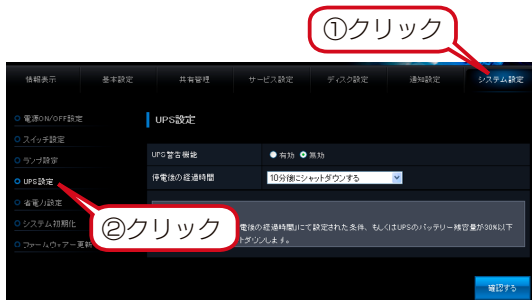 ①クリック
情報表示 基本設定 共有管理 サービス設定 ディスク設定 通知設定 システム設定
電源ON/OFF設定
スイッチ設定
ランプ設定
UPS設定
省電力設定
システム初期化
ファームウェアー更新
UPS設定
UPS警告機能 有効 無効
停電後の経過時間 10分後にシャットダウンする
②クリック
電後の経過時間」にて設定された条件、もしくはUPSのバッテリー残容量が30%以下
トダウンします。
確認する